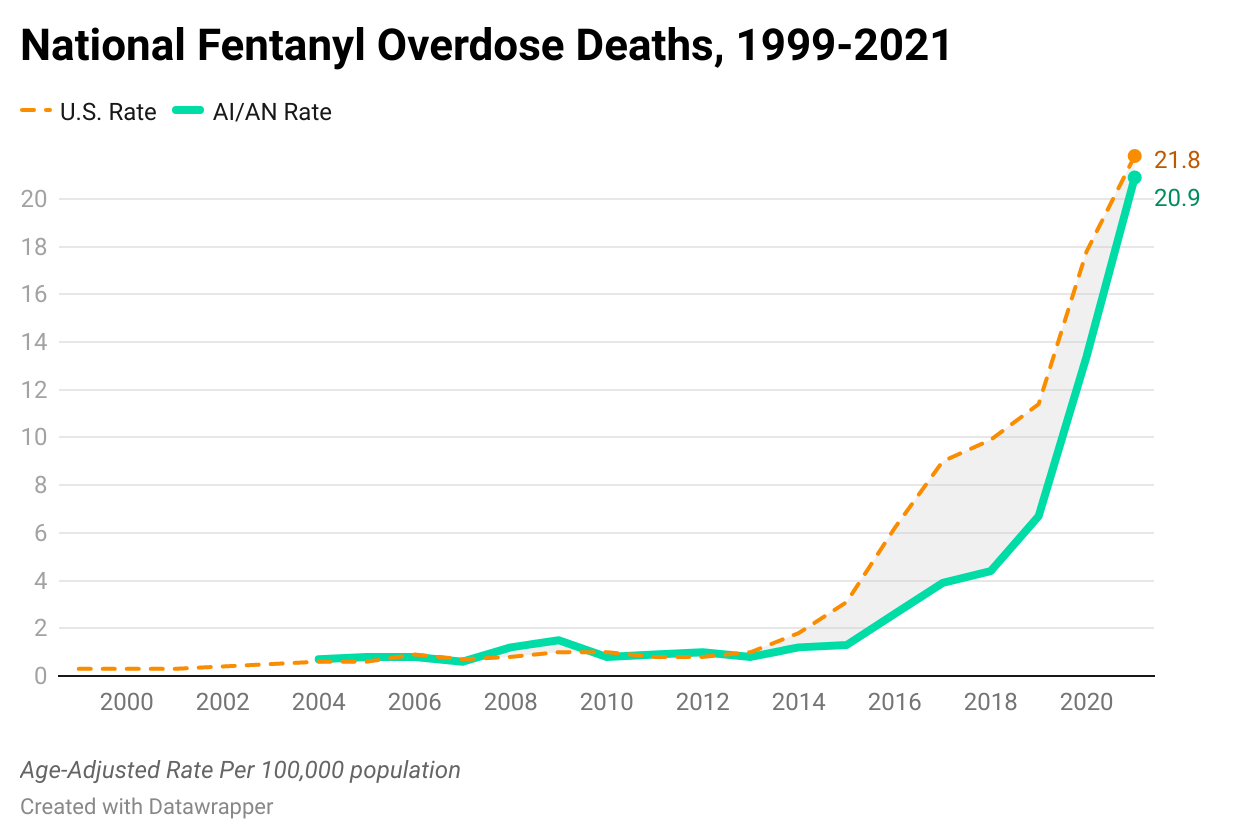 National Fentanyl Overdose Deaths, 1999-2021
U.S. Rate AI/AN Rate
21.8
20.9
20
18
16
14
12
10
8
6
4
2
0
2000 2002 2004 2006 2008 2010 2012 2014 2016 2018 2020
Age-Adjusted Rate Per 100,000 population
Created with Datawrapper